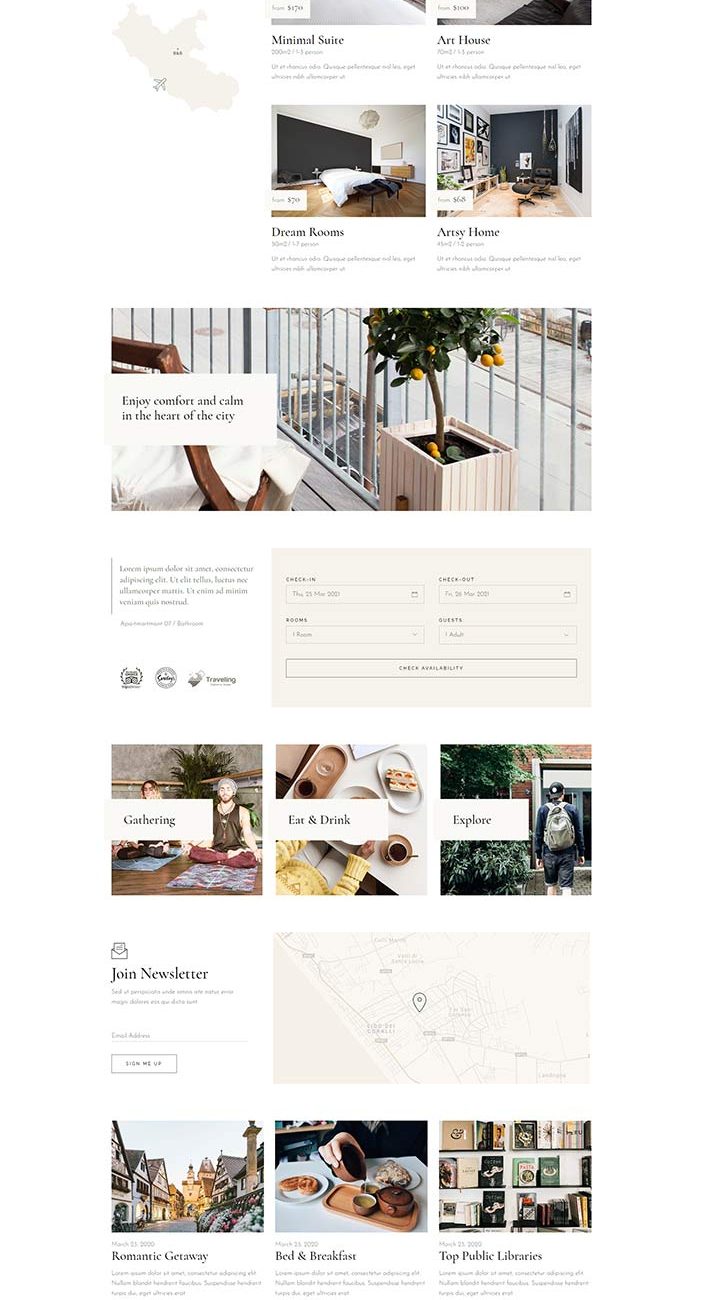 from $170
from $100
B&B
Minimal Suite
200m2 / 1-3 person
Ut et rhoncus odio. Quisque pellentesque nisl leo, eget
ultricies nibh ullamcorper ut.
Art House
70m2 / 1-3 person
Ut et rhoncus odio. Quisque pellentesque nisl leo, eget
ultricies nibh ullamcorper ut.
from $70
from $68
Dream Rooms
50m2 / 1-3 person
Ut et rhoncus odio. Quisque pellentesque nisl leo, eget
ultricies nibh ullamcorper ut.
Artsy Home
45m2 / 1-2 person
Ut et rhoncus odio. Quisque pellentesque nisl leo, eget
ultricies nibh ullamcorper ut.
Enjoy comfort and calm
in the heart of the city
Lorem ipsum dolor sit amet, consectetur
adipiscing elit. Ut elit tellus, luctus nec
ullamcorper mattis. Ut enim ad minim
veniam quis nostrud.
Apartmartment 07 / Bathroom
Traveling
CHECK-IN
Thu, 25 Mar 2021
CHECK-OUT
Fri, 26 Mar 2021
ROOMS
1 Room
GUESTS
1 Adult
CHECK AVAILABILITY
Gathering
Eat & Drink
Explore
Join Newsletter
Sed ut perspiciatis unde omnis iste natus error
magni dolores eos qui dicta sunt
Email Address
SIGN ME UP
LIDO DEI
CORALLI
March 23, 2020
Romantic Getaway
Lorem ipsum dolor sit amet, consectetur adipiscing elit.
Nullam blandit hendrerit faucibus. Suspendisse hendrerit
turpis dui, eget ultricies erat
March 23, 2020
Bed & Breakfast
Lorem ipsum dolor sit amet, consectetur adipiscing elit.
Nullam blandit hendrerit faucibus. Suspendisse hendrerit
turpis dui, eget ultricies erat
March 23, 2020
Top Public Libraries
Lorem ipsum dolor sit amet, consectetur adipiscing elit.
Nullam blandit hendrerit faucibus. Suspendisse hendrerit
turpis dui, eget ultricies erat